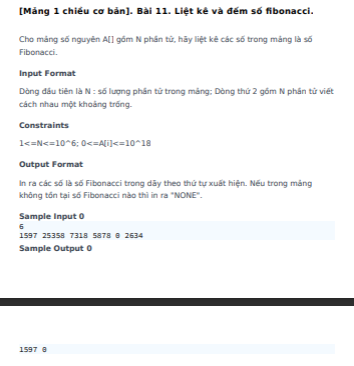 [Mảng 1 chiều cơ bản]. Bài 11. Liệt kê và đếm số fibonacci.
Cho mảng số nguyên A[] gồm N phần tử, hãy liệt kê các số trong mảng là số
Fibonacci.
Input Format
Dòng đầu tiên là N : số lượng phần tử trong mảng; Dòng thứ 2 gồm N phần tử viết
cách nhau một khoảng trống.
Constraints
1<=N<=10^6; 0<=A[i]<=10^18
Output Format
In ra các số là số Fibonacci trong dãy theo thứ tự xuất hiện. Nếu trong mảng
không tồn tại số Fibonacci nào thì in ra "NONE".
Sample Input 0
6
1597 25358 7318 5878 0 2634
Sample Output 0
1597 0